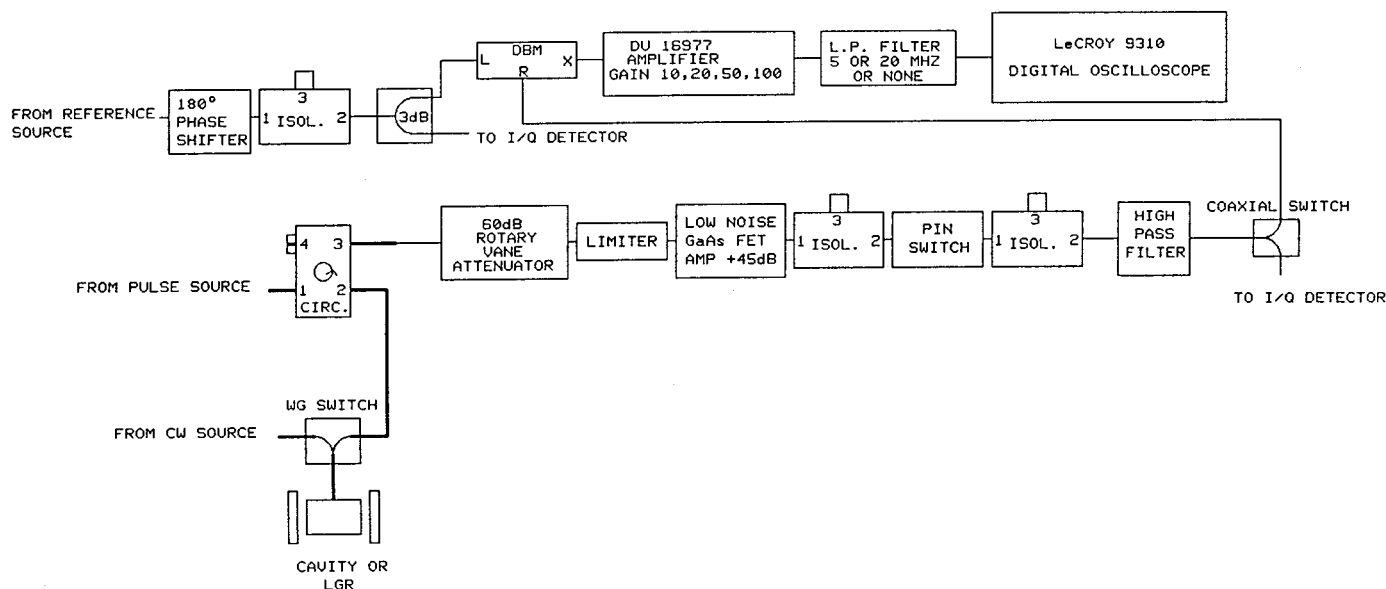 FROM REFERENCE
SOURCE
180°
PHASE
SHIFTER
3
1 ISOL. 2
3dB
TO I/Q DETECTOR
L DBM X
R
DV 16977
AMPLIFIER
GAIN 10,20,50,100
L.P. FILTER
5 OR 20 MHZ
OR NONE
LeCROY 9310
DIGITAL OSCILLOSCOPE
4 3
1 2
CIRC.
FROM PULSE SOURCE
60dB
ROTARY
VANE
ATTENUATOR
LIMITER
LOW NOISE
GaAs FET
AMP +45dB
3
1 ISOL. 2
PIN
SWITCH
3
1 ISOL. 2
HIGH
PASS
FILTER
COAXIAL SWITCH
TO I/Q DETECTOR
WG SWITCH
FROM CW SOURCE
CAVITY OR
LGR